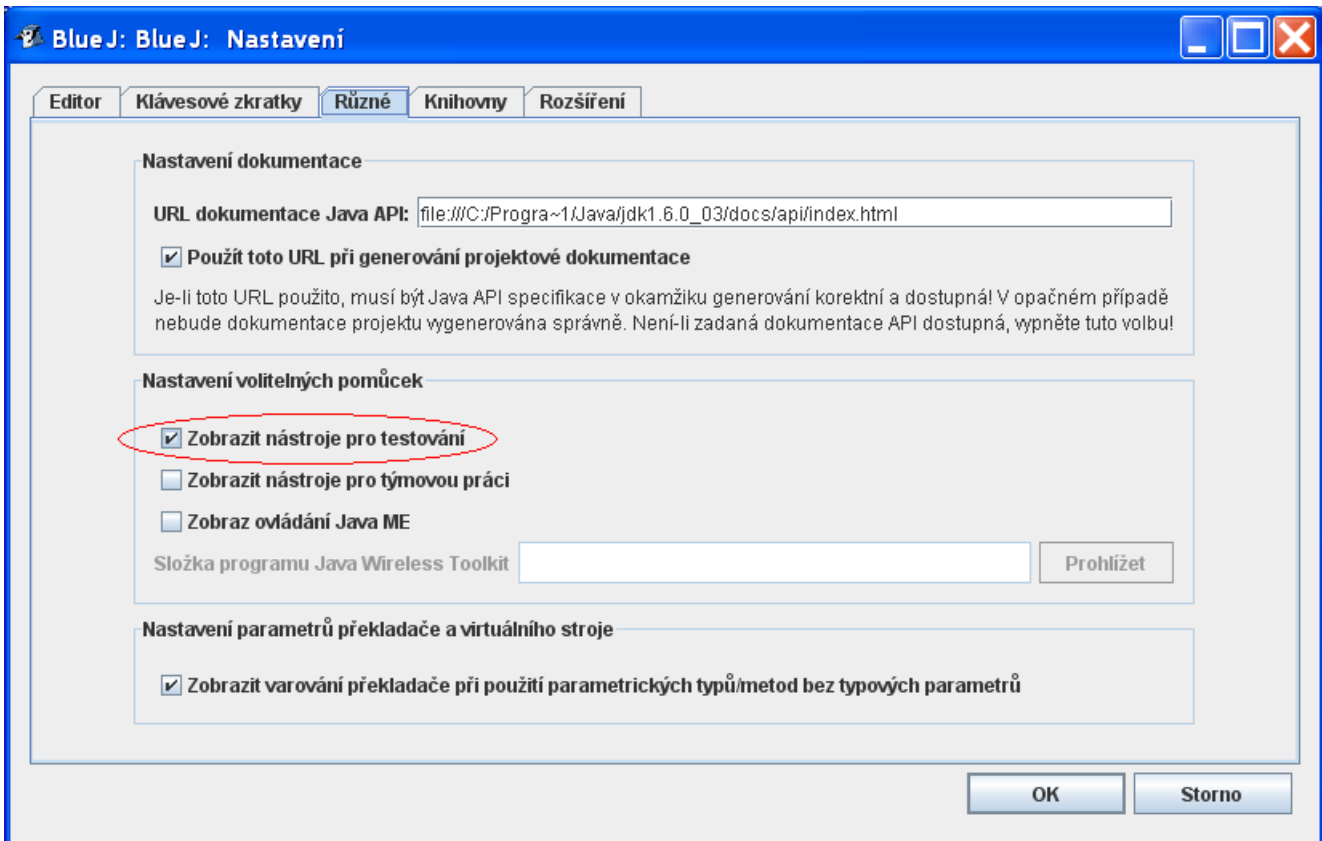 BlueJ: BlueJ: Nastavení
Editor Klávesové zkratky Různé Knihovny Rozšíření
Nastavení dokumentace
URL dokumentace Java API: file:///C:/Progra~1/Java/jdk1.6.0_03/docs/api/index.html
Použít toto URL při generování projektové dokumentace
Je-li toto URL použito, musí být Java API specifikace v okamžiku generování korektní a dostupná! V opačném případě
nebude dokumentace projektu vygenerována správně. Není-li zadaná dokumentace API dostupná, vypněte tuto volbu!
Nastavení volitelných pomůcek
Zobrazit nástroje pro testování
Zobrazit nástroje pro týmovou práci
Zobraz ovládání Java ME
Složka programu Java Wireless Toolkit Prohlížet
Nastavení parametrů překladače a virtuálního stroje
Zobrazit varování překladače při použití parametrických typů/metod bez typových parametrů
OK Storno